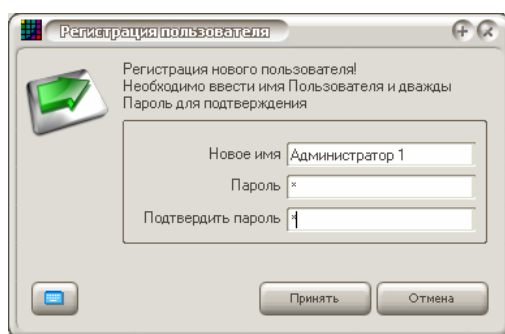 Регистрация пользователя
Регистрация нового пользователя!
Необходимо ввести имя Пользователя и дважды
Пароль для подтверждения
Новое имя Администратор 1
Пароль *
Подтвердить пароль *
Принять Отмена